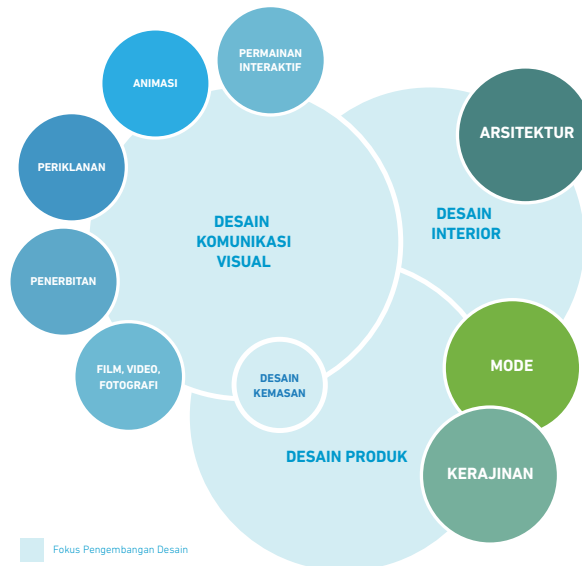 PERMAINAN
INTERAKTIF
ANIMASI
ARSITEKTUR
PERIKLANAN
DESAIN
KOMUNIKASI
VISUAL
DESAIN
INTERIOR
PENERBITAN
FILM, VIDEO,
FOTOGRAFI
DESAIN
KEMASAN
MODE
DESAIN PRODUK
KERAJINAN
Fokus Pengembangan Desain